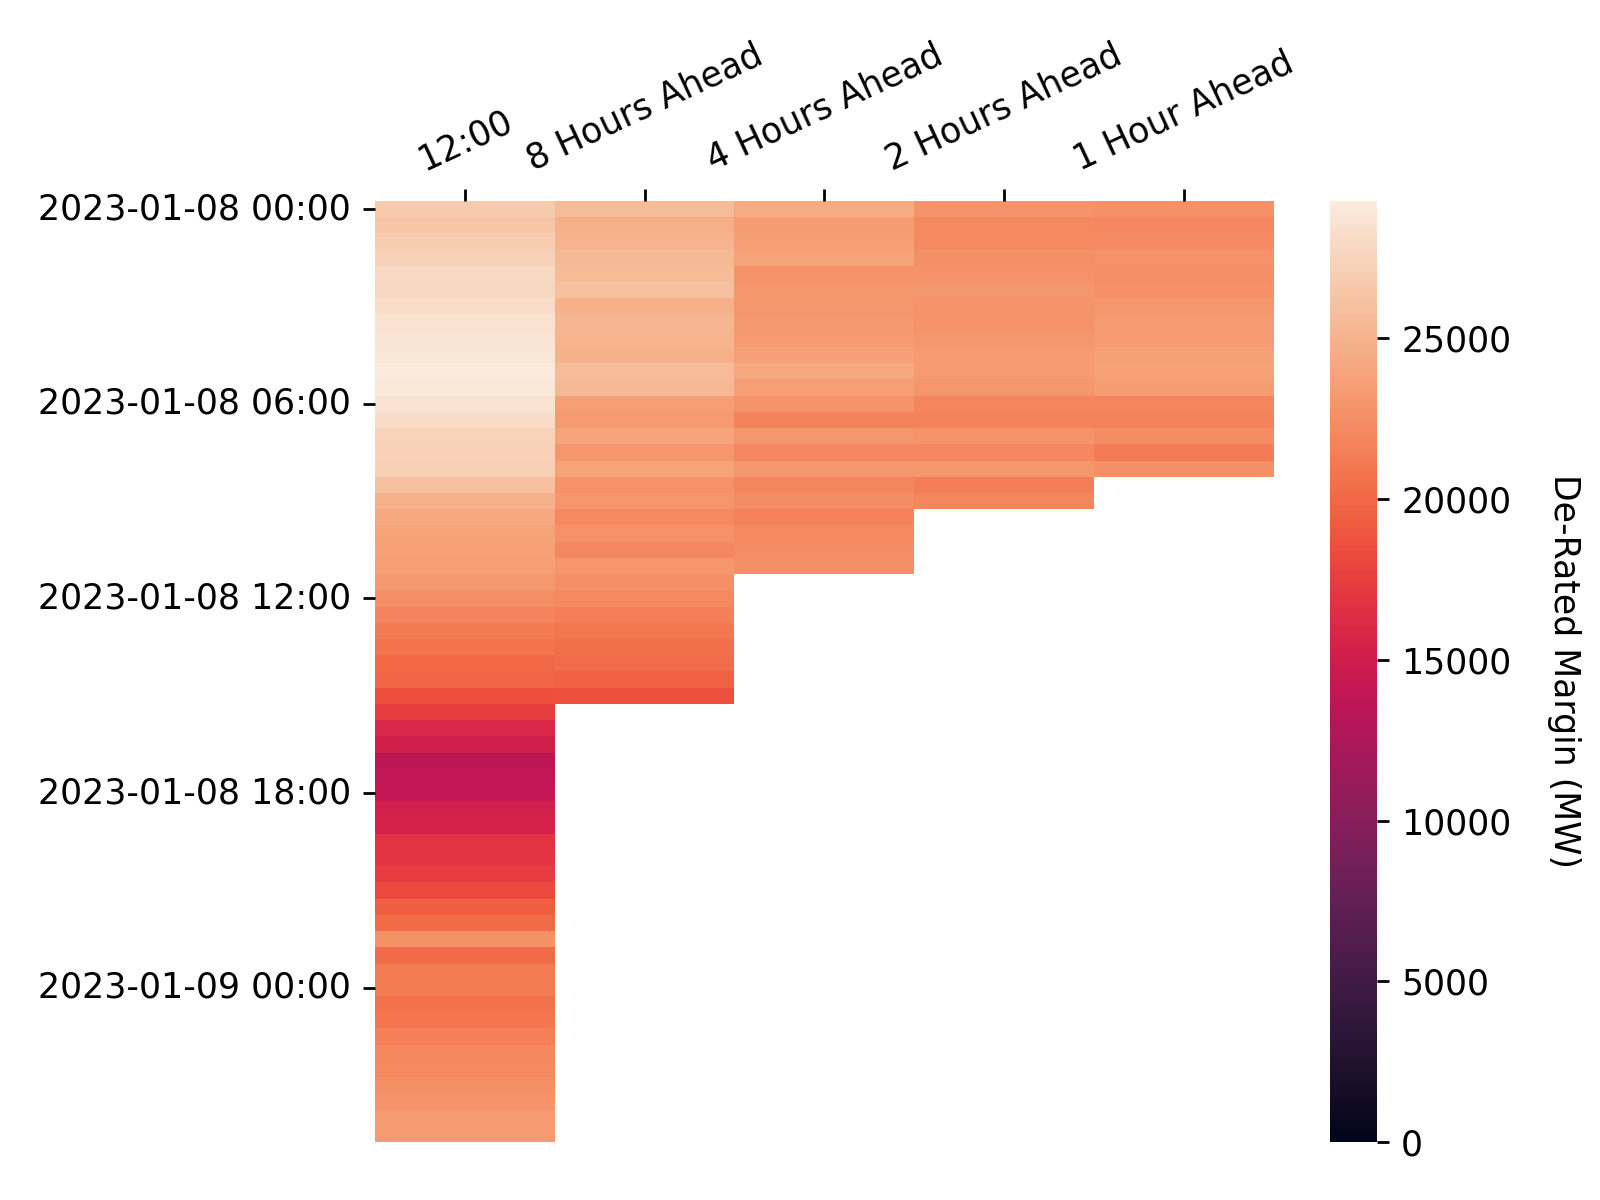 12:00
8 Hours Ahead
4 Hours Ahead
2 Hours Ahead
1 Hour Ahead
2023-01-08 00:00
2023-01-08 06:00
2023-01-08 12:00
2023-01-08 18:00
2023-01-09 00:00
25000
20000
15000
10000
5000
0
De-Rated Margin (MW)